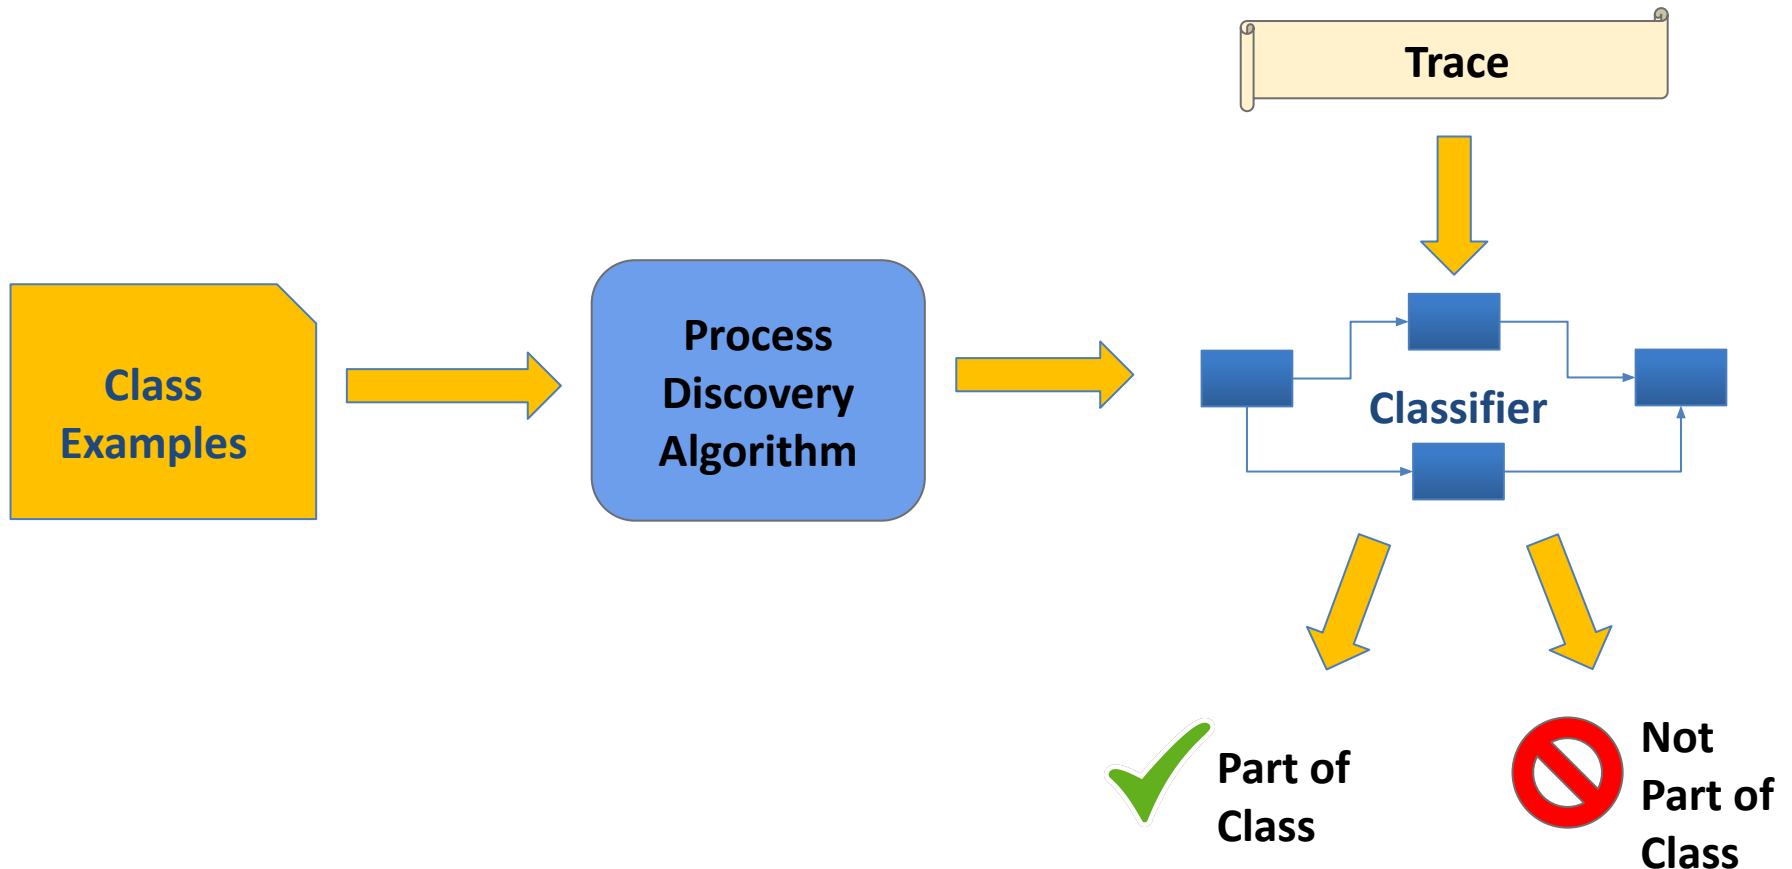 Trace
Class
Examples
Process
Discovery
Algorithm
Classifier
Part of
Class
Not
Part of
Class